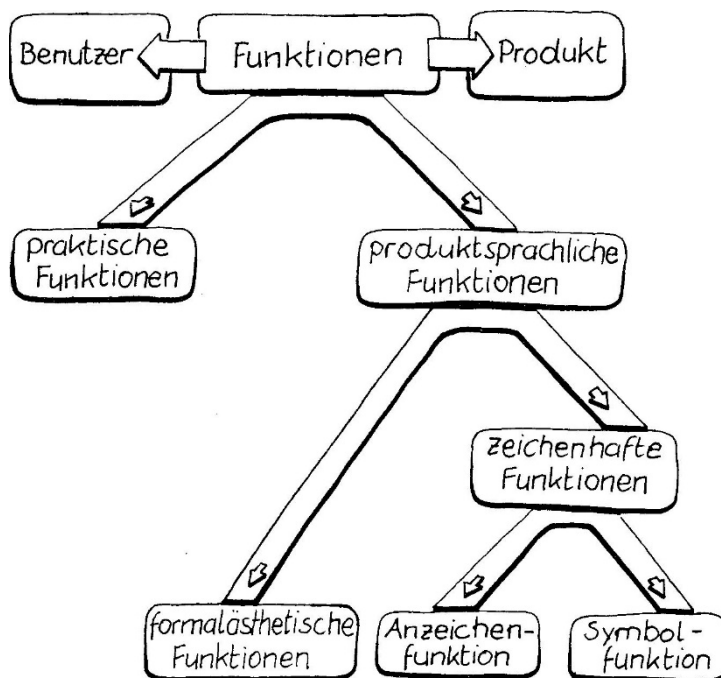 Benutzer
Funktionen
Produkt
praktische
Funktionen
produktsprachliche
Funktionen
zeichenhafte
Funktionen
formalästhetische
Funktionen
Anzeichen-
funktion
Symbol-
funktion